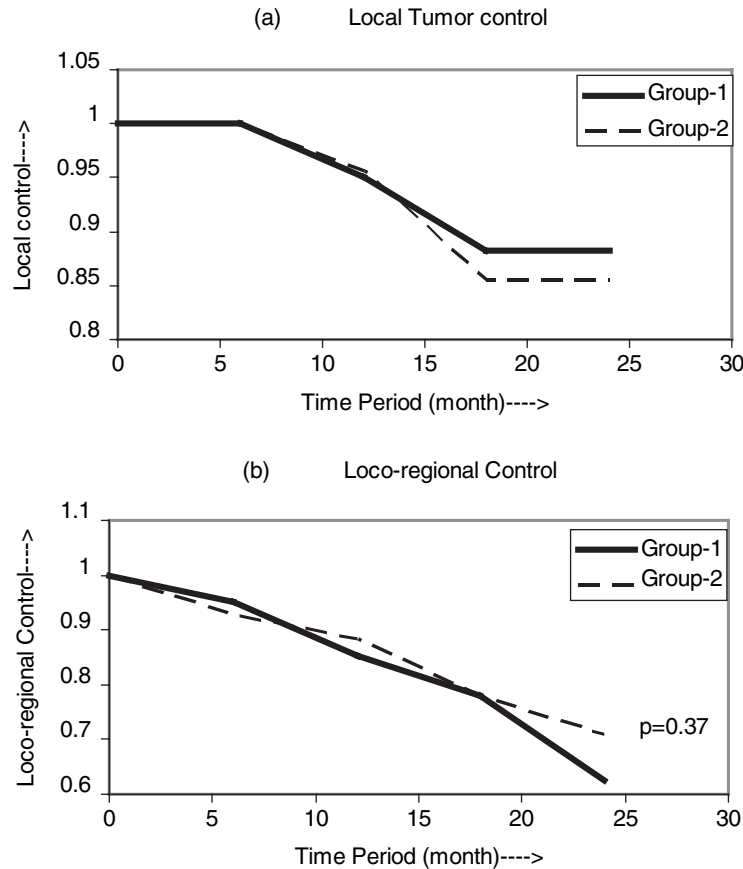 (a) Local Tumor control
1.05
1
0.95
0.9
0.85
0.8
Local control---->
Group-1
Group-2
0 5 10 15 20 25 30
Time Period (month)---->
(b) Loco-regional Control
1.1
1
0.9
0.8
0.7
0.6
Loco-regional Control---->
Group-1
Group-2
p=0.37
0 5 10 15 20 25 30
Time Period (month)---->